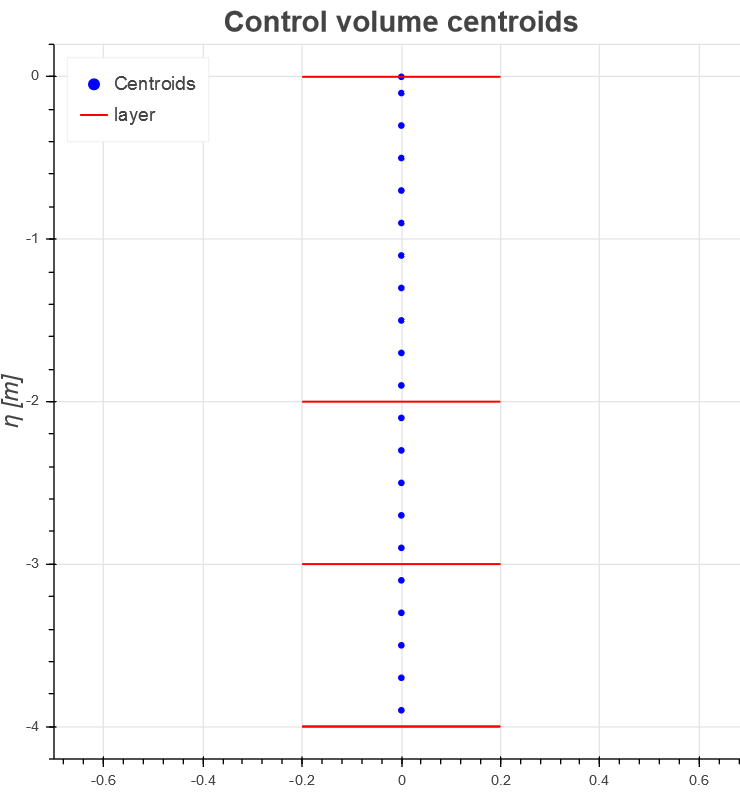 Control volume centroids
Centroids
layer
η [m]
0
-1
-2
-3
-4
-0.6 -0.4 -0.2 0 0.2 0.4 0.6